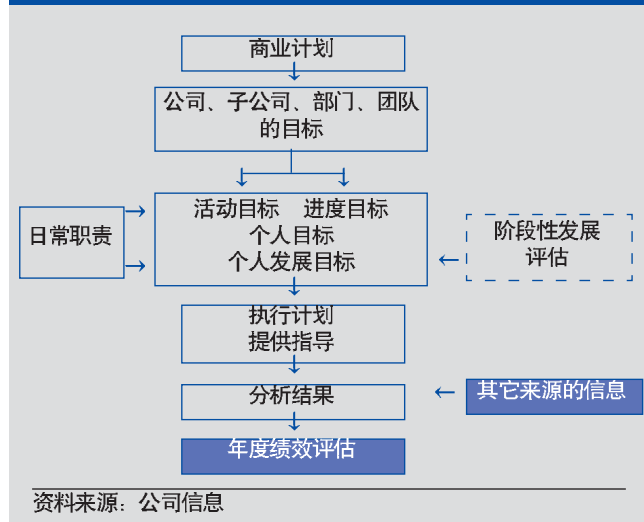 商业计划
公司、子公司、部门、团队
的目标
活动目标 进度目标
个人目标
个人发展目标
日常职责
阶段性发展
评估
执行计划
提供指导
分析结果
其它来源的信息
年度绩效评估
资料来源：公司信息